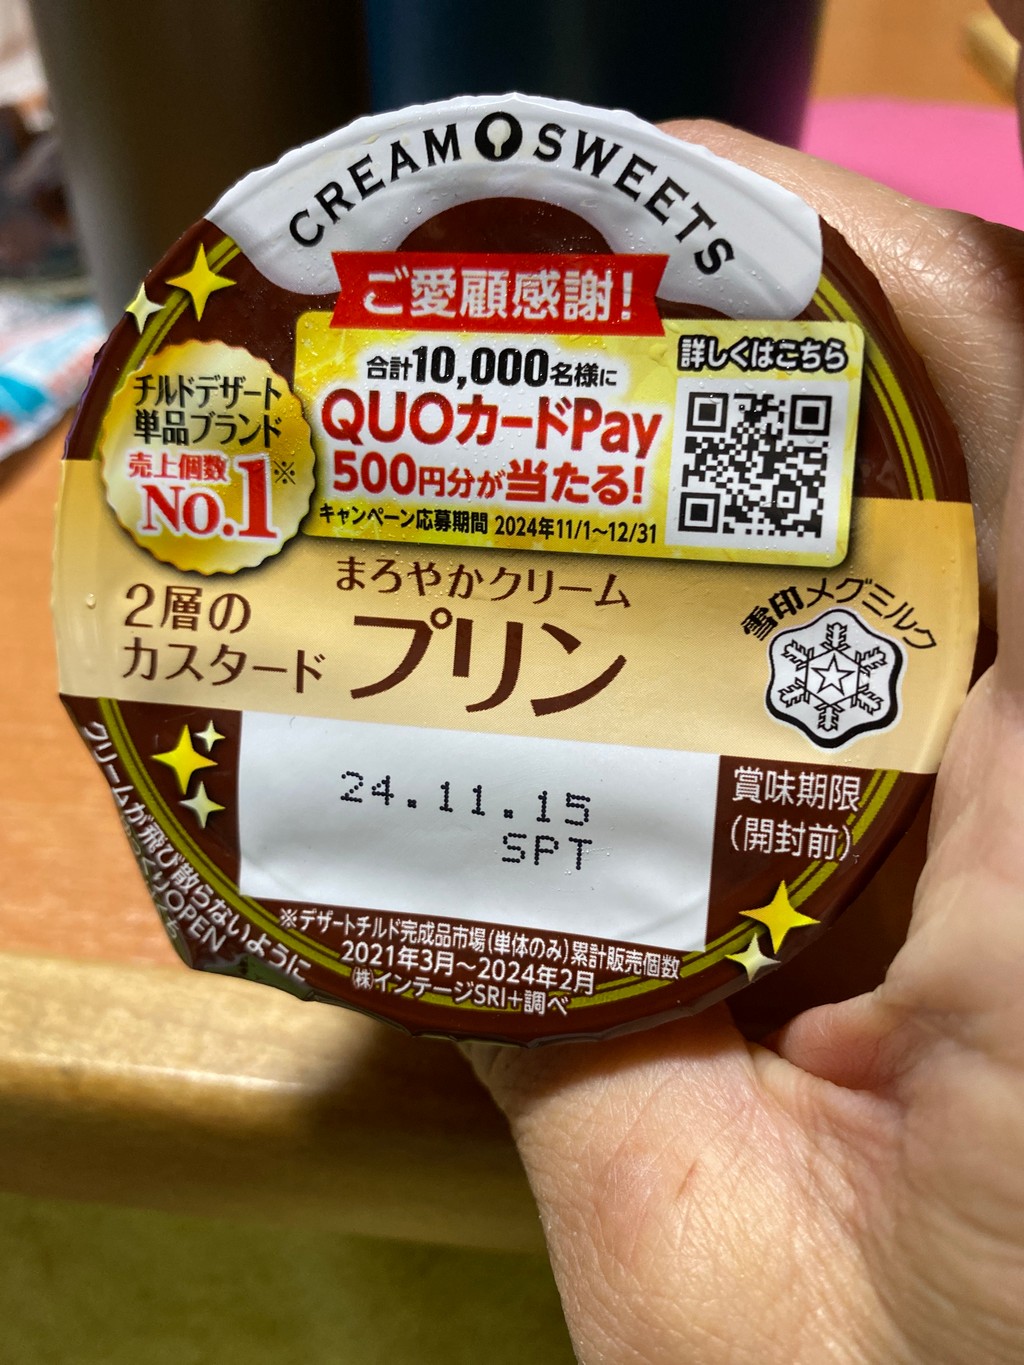 CREAM SWEETS
ご愛顧感謝!
チルドデザート
単品ブランド
売上個数
No.1※
合計10,000名様に
QUOカードPay
500円分が当たる!
キャンペーン応募期間 2024年11/1〜12/31
詳しくはこちら
2層の
カスタード
まろやかクリーム
プリン
雪印メグミルク
24.11.15
SPT
賞味期限
(開封前)
※デザートチルド完成品市場(単体のみ)累計販売個数
2021年3月〜2024年2月
㈱インテージSRI+調べ
クリームが飛び散らないように
OPEN